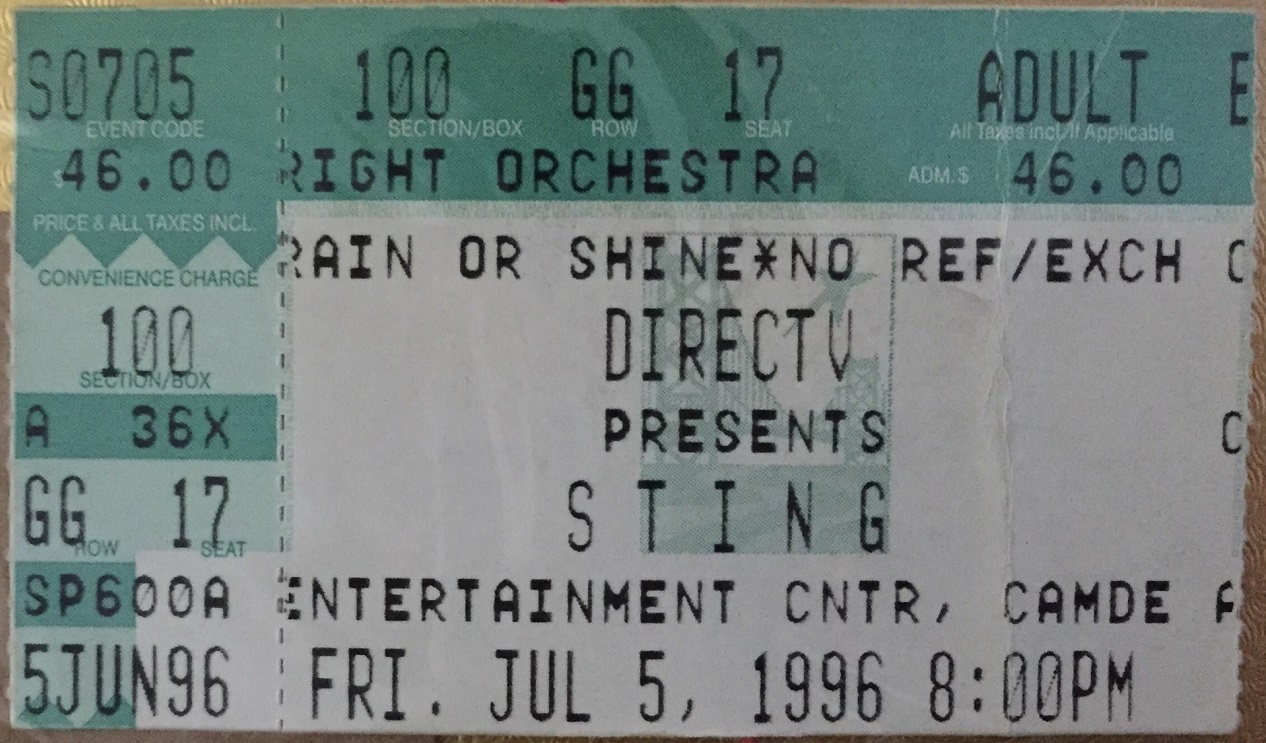 S0705 100 GG 17 ADULT E
EVENT CODE SECTION/BOX ROW SEAT All Taxes Incl. If Applicable
$46.00 RIGHT ORCHESTRA ADM. $ 46.00
PRICE & ALL TAXES INCL.
RAIN OR SHINE*NO REF/EXCH C
CONVENIENCE CHARGE
100 DIRECTV
SECTION/BOX
A 36X PRESENTS C
GG 17 S T I N G
ROW SEAT
SP600A ENTERTAINMENT CNTR, CAMDE A
5JUN96 FRI. JUL 5, 1996 8:00PM